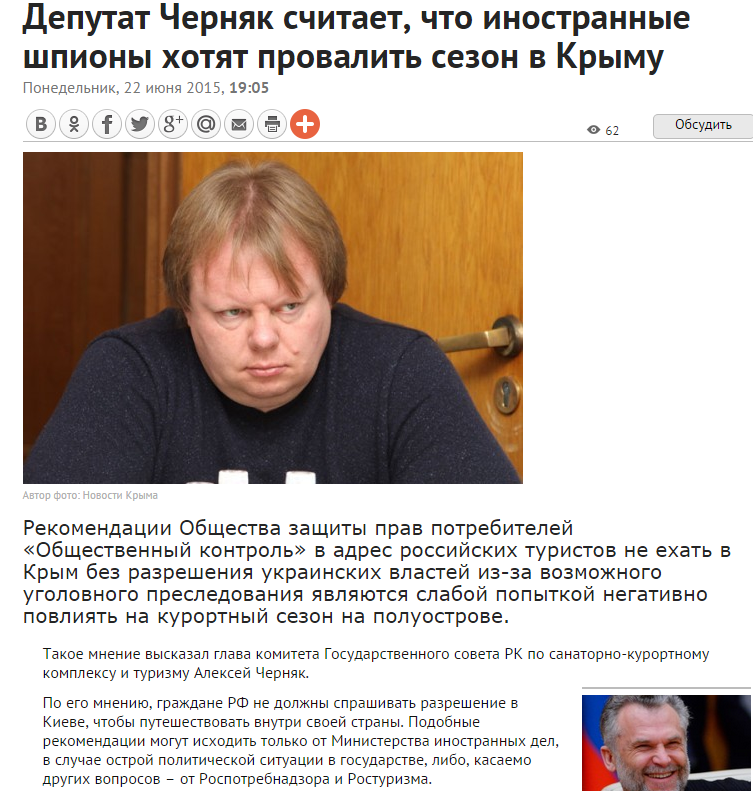 Депутат Черняк считает, что иностранные
шпионы хотят провалить сезон в Крыму
Понедельник, 22 июня 2015, 19:05
В f g+ @
62
Обсудить
Автор фото: Новости Крыма
Рекомендации Общества защиты прав потребителей
«Общественный контроль» в адрес российских туристов не ехать в
Крым без разрешения украинских властей из-за возможного
уголовного преследования являются слабой попыткой негативно
повлиять на курортный сезон на полуострове.
Такое мнение высказал глава комитета Государственного совета РК по санаторно-курортному
комплексу и туризму Алексей Черняк.
По его мнению, граждане РФ не должны спрашивать разрешение в
Киеве, чтобы путешествовать внутри своей страны. Подобные
рекомендации могут исходить только от Министерства иностранных дел,
в случае острой политической ситуации в государстве, либо, касаемо
других вопросов – от Роспотребнадзора и Ростуризма.